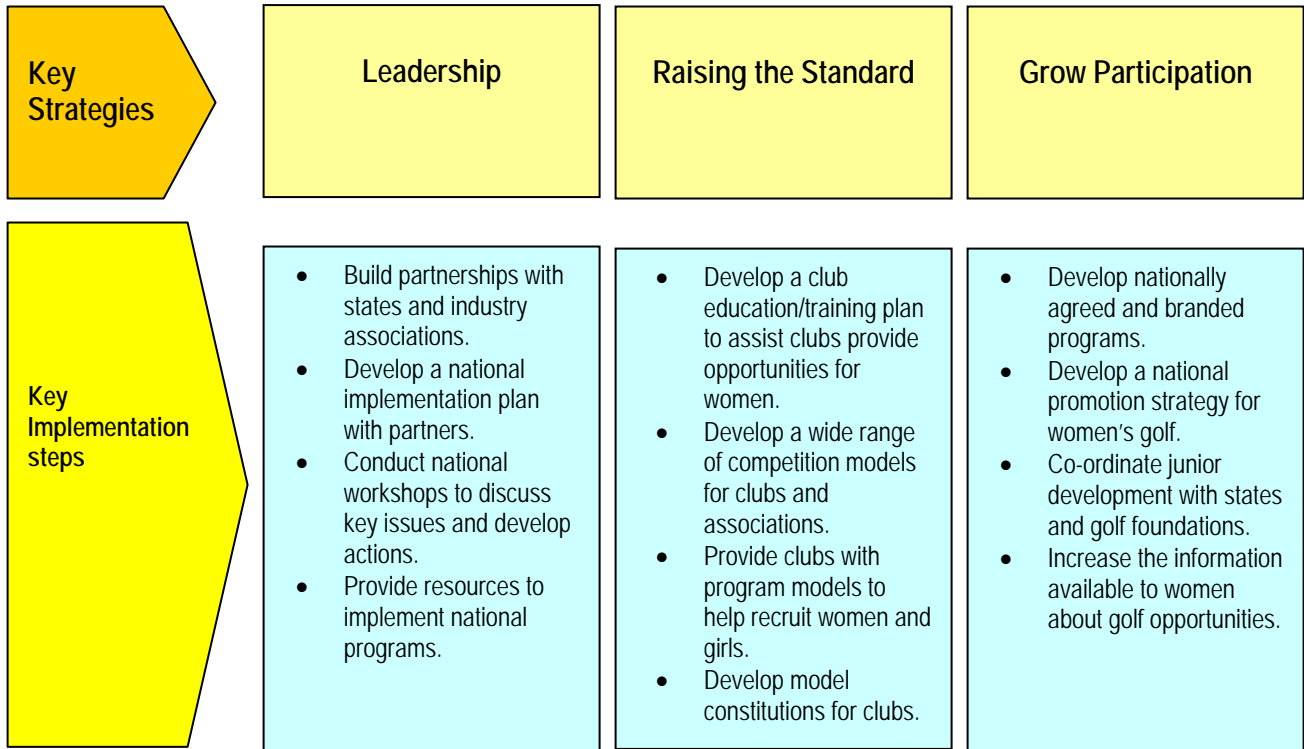 Key
Strategies
Leadership
Raising the Standard
Grow Participation
Key
Implementation
steps
• Build partnerships with
states and industry
associations.
• Develop a national
implementation plan
with partners.
• Conduct national
workshops to discuss
key issues and develop
actions.
• Provide resources to
implement national
programs.
• Develop a club
education/training plan
to assist clubs provide
opportunities for
women.
• Develop a wide range
of competition models
for clubs and
associations.
• Provide clubs with
program models to
help recruit women and
girls.
• Develop model
constitutions for clubs.
• Develop nationally
agreed and branded
programs.
• Develop a national
promotion strategy for
women's golf.
• Co-ordinate junior
development with states
and golf foundations.
• Increase the information
available to women
about golf opportunities.